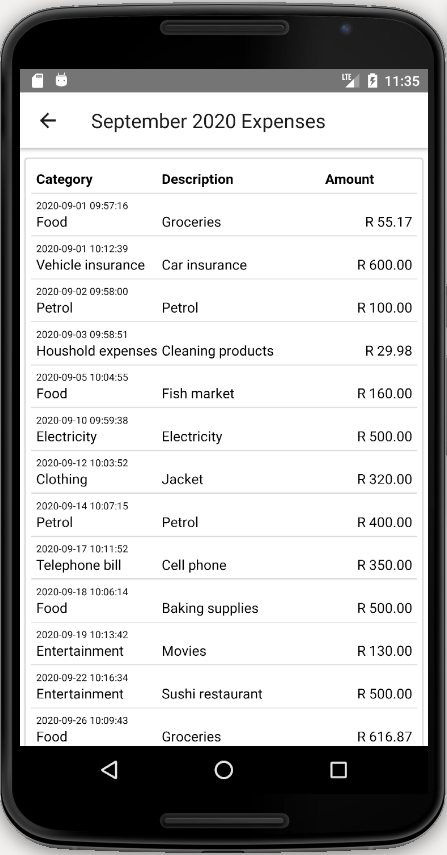 LTE 11:35
September 2020 Expenses
Category Description Amount
2020-09-01 09:57:16
Food Groceries R 55.17
2020-09-01 10:12:39
Vehicle insurance Car insurance R 600.00
2020-09-02 09:58:00
Petrol Petrol R 100.00
2020-09-03 09:58:51
Houshold expenses Cleaning products R 29.98
2020-09-05 10:04:55
Food Fish market R 160.00
2020-09-10 09:59:38
Electricity Electricity R 500.00
2020-09-12 10:03:52
Clothing Jacket R 320.00
2020-09-14 10:07:15
Petrol Petrol R 400.00
2020-09-17 10:11:52
Telephone bill Cell phone R 350.00
2020-09-18 10:06:14
Food Baking supplies R 500.00
2020-09-19 10:13:42
Entertainment Movies R 130.00
2020-09-22 10:16:34
Entertainment Sushi restaurant R 500.00
2020-09-26 10:09:43
Food Groceries R 616.87